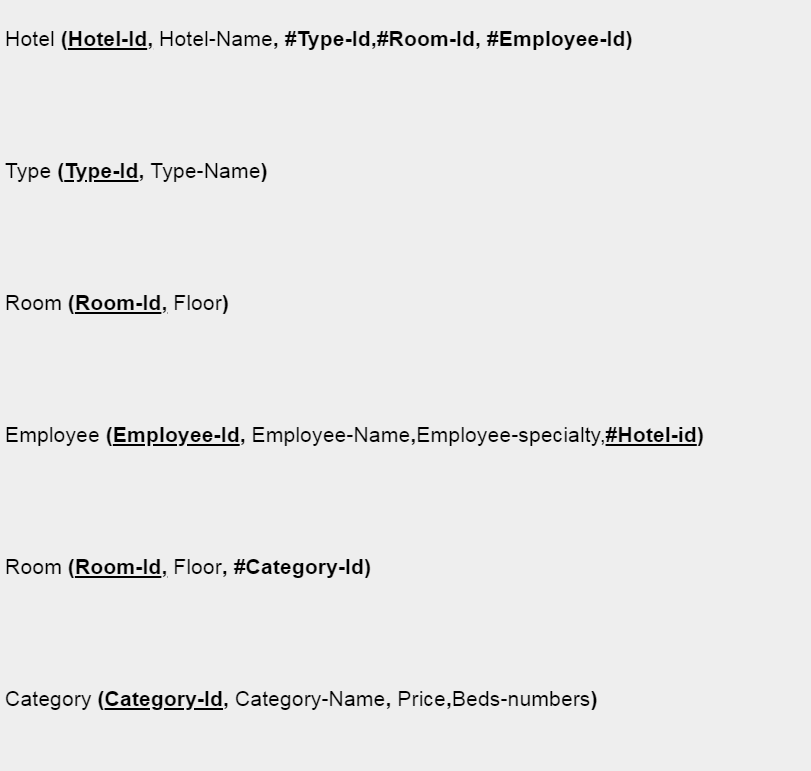 Hotel (Hotel-Id, Hotel-Name, #Type-Id,#Room-Id, #Employee-Id)
Type (Type-Id, Type-Name)
Room (Room-Id, Floor)
Employee (Employee-Id, Employee-Name,Employee-specialty,#Hotel-id)
Room (Room-Id, Floor, #Category-Id)
Category (Category-Id, Category-Name, Price,Beds-numbers)